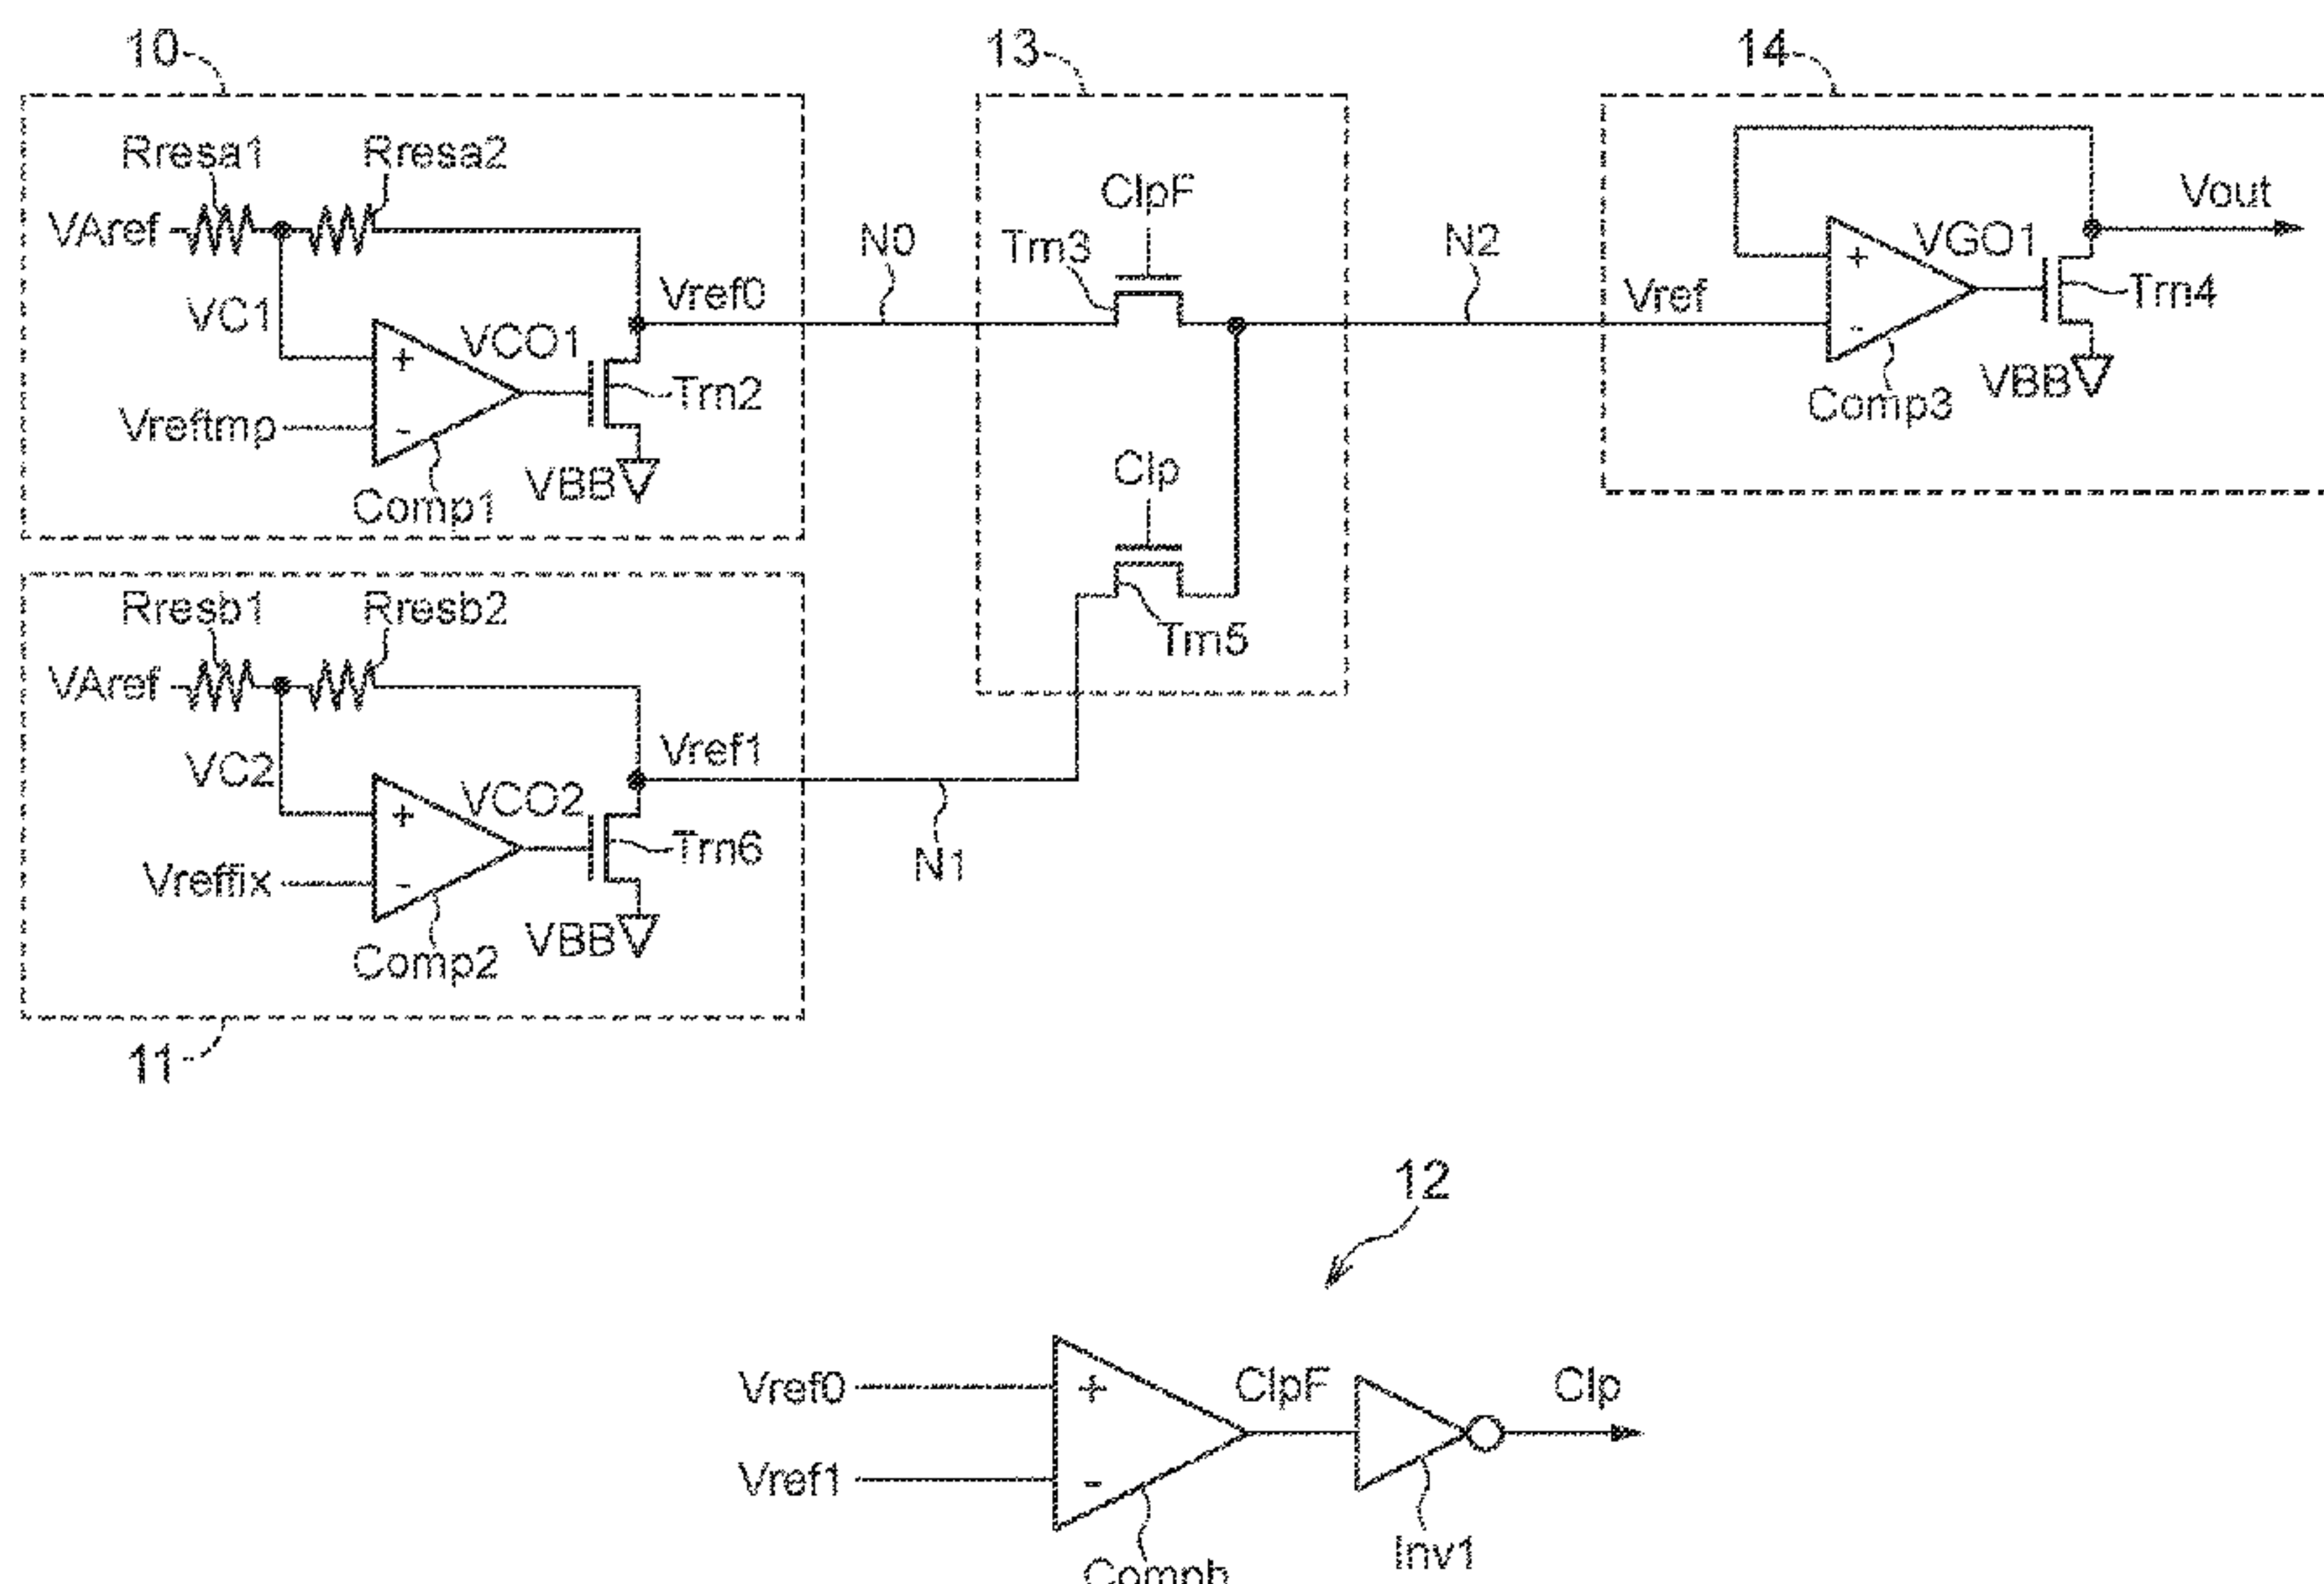 10
13
14
Rresa1
Rresa2
VAref
VC1
VCO1
+
-
Vreftmp
Comp1
Trn2
VBB
Vref0
N0
ClpF
Trn3
Clp
Trn5
N2
Vref
+
-
VGO1
Vout
Trn4
VBB
Comp3
Rresb1
Rresb2
VAref
VC2
VCO2
+
-
Vreffix
Comp2
Trn6
VBB
Vref1
N1
11
12
Vref0
Vref1
+
-
ClpF
Clp
Inv1